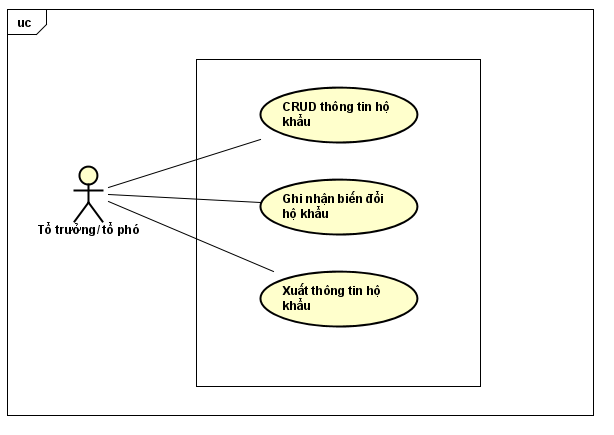 uc
CRUD thông tin hộ
khẩu
Ghi nhận biến đổi
hộ khẩu
Tổ trưởng/tổ phó
Xuất thông tin hộ
khẩu